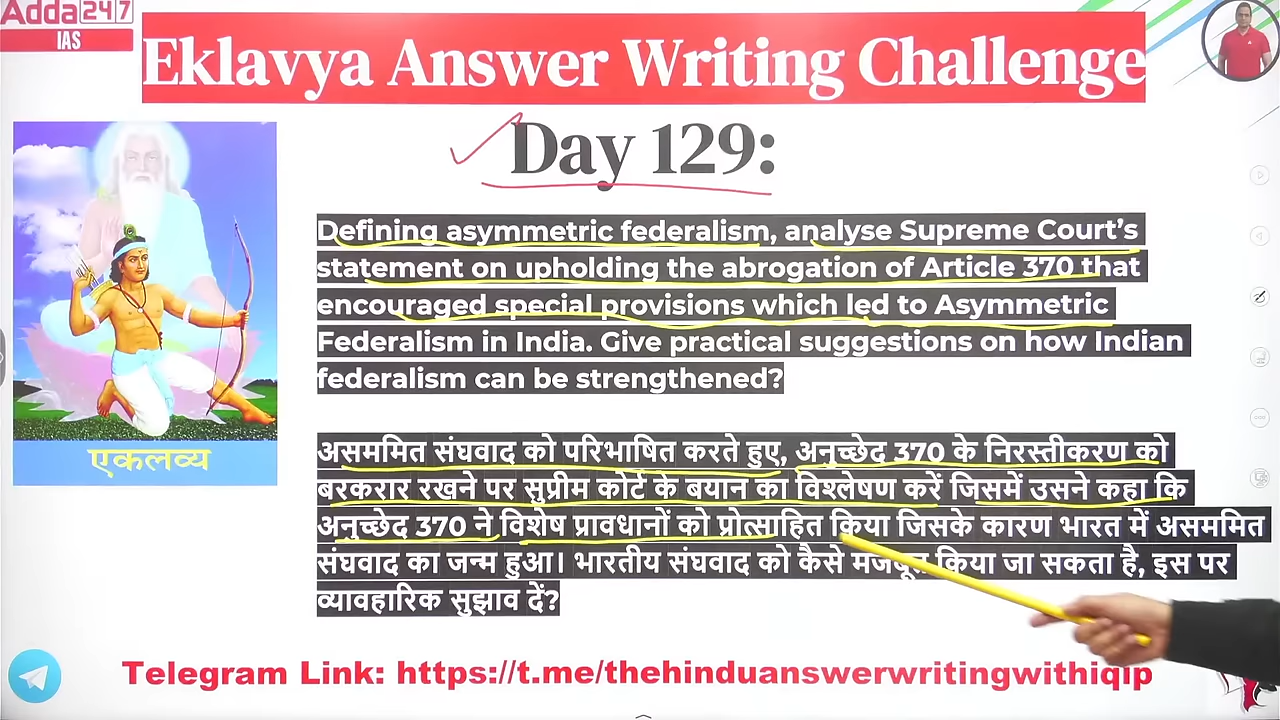 Adda247
IAS
Eklavya Answer Writing Challenge
Day 129:
Defining asymmetric federalism, analyse Supreme Court's
statement on upholding the abrogation of Article 370 that
encouraged special provisions which led to Asymmetric
Federalism in India. Give practical suggestions on how Indian
federalism can be strengthened?
असममित संघवाद को परिभाषित करते हुए, अनुच्छेद 370 के निरस्तीकरण को
बरकरार रखने पर सुप्रीम कोर्ट के बयान का विश्लेषण करें जिसमें उसने कहा कि
अनुच्छेद 370 ने विशेष प्रावधानों को प्रोत्साहित किया जिसके कारण भारत में असममित
संघवाद का जन्म हुआ। भारतीय संघवाद को कैसे मजबूत किया जा सकता है, इस पर
व्यावहारिक सुझाव दें?
एकलव्य
Telegram Link: https://t.me/thehinduanswerwritingwithiqip